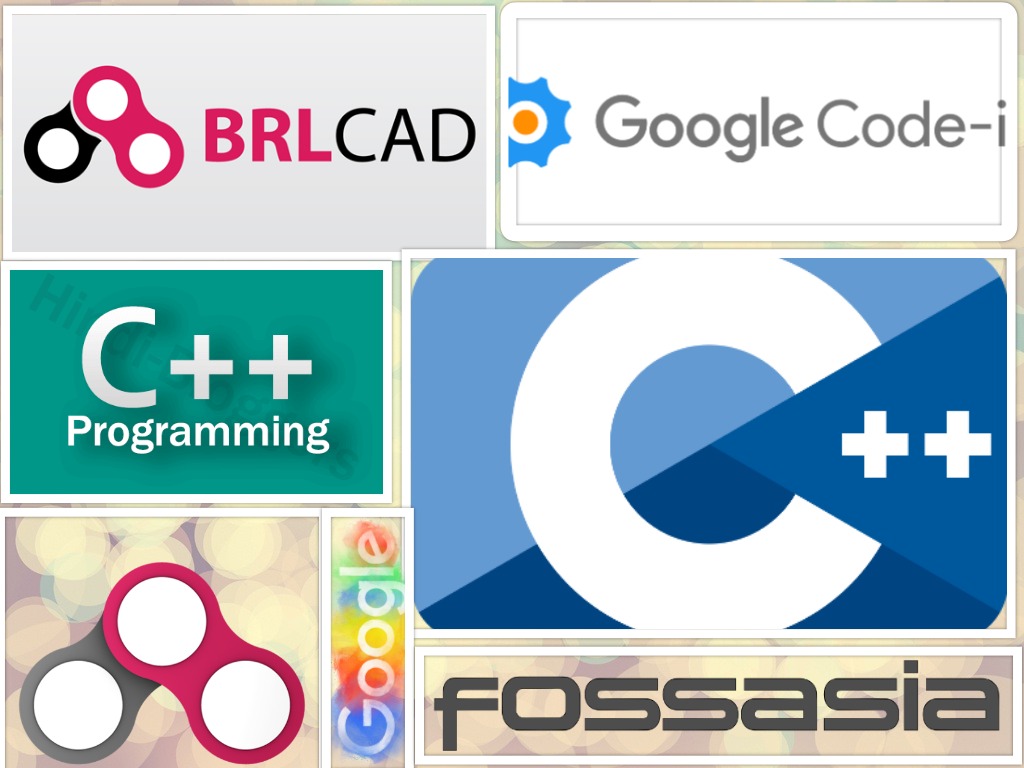 BRLCAD
Google Code-i
C++
Programming
C ++
Google
fossasia